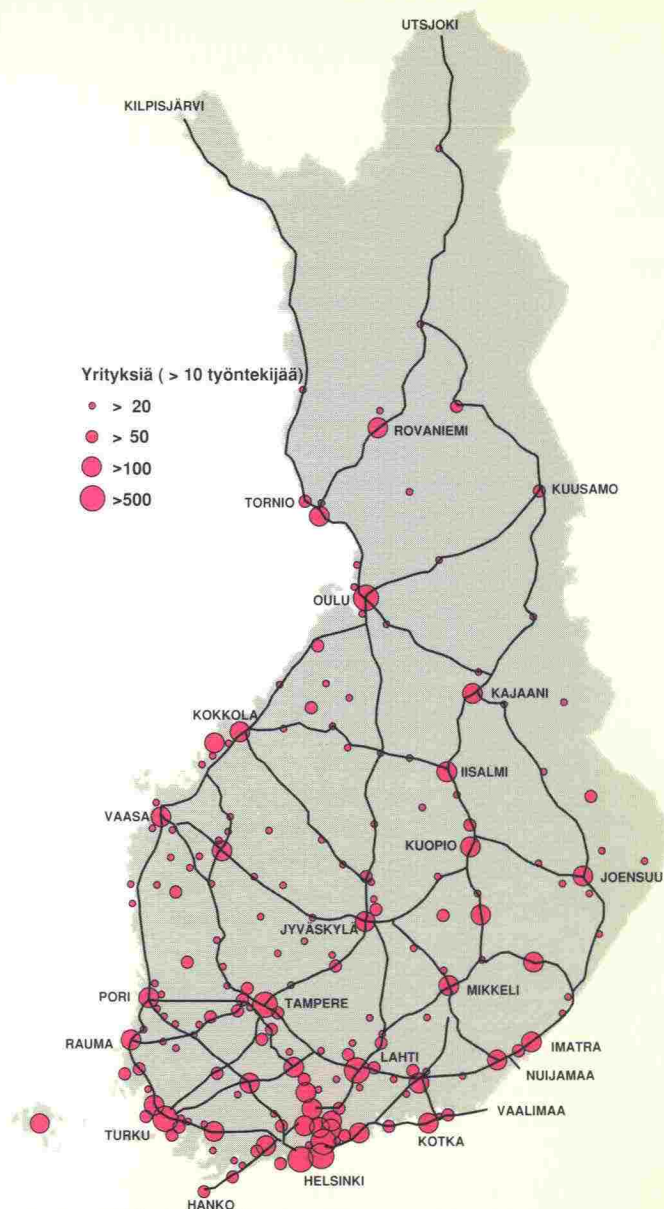 UTSJOKI
KILPISJÄRVI
Yrityksiä ( > 10 työntekijää)
> 20
> 50
>100
>500
ROVANIEMI
TORNIO
KUUSAMO
OULU
KAJAANI
KOKKOLA
IISALMI
VAASA
KUOPIO
JOENSUU
JYVÄSKYLÄ
PORI
TAMPERE
MIKKELI
RAUMA
LAHTI
IMATRA
NUIJAMAA
VAALIMAA
TURKU
KOTKA
HELSINKI
HANKO